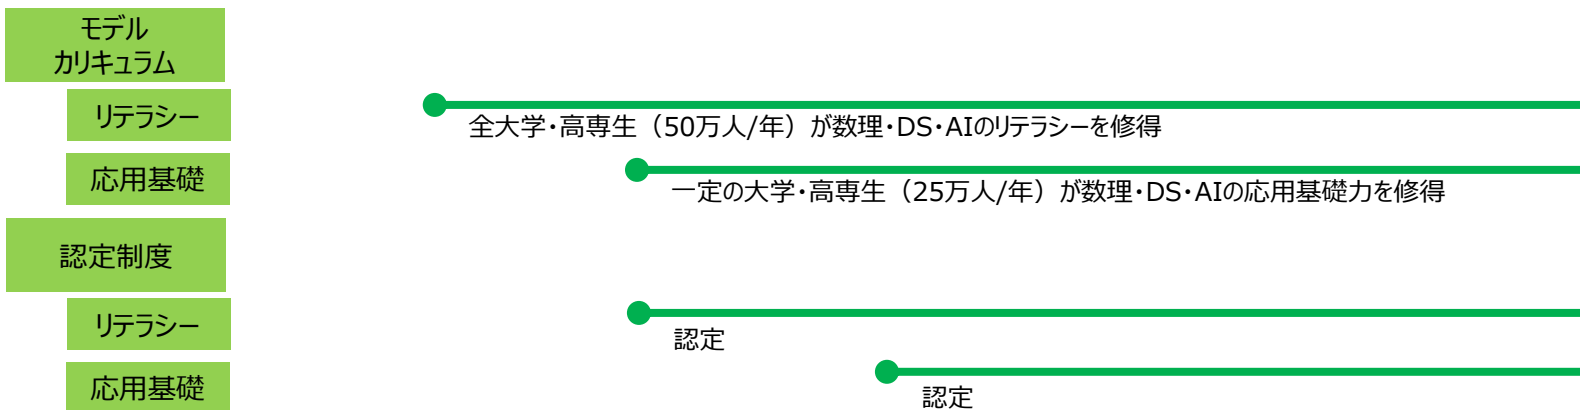 モデル
カリキュラム
リテラシー
全大学・高専生（50万人/年）が数理・DS・AIのリテラシーを修得
応用基礎
一定の大学・高専生（25万人/年）が数理・DS・AIの応用基礎力を修得
認定制度
リテラシー
認定
応用基礎
認定